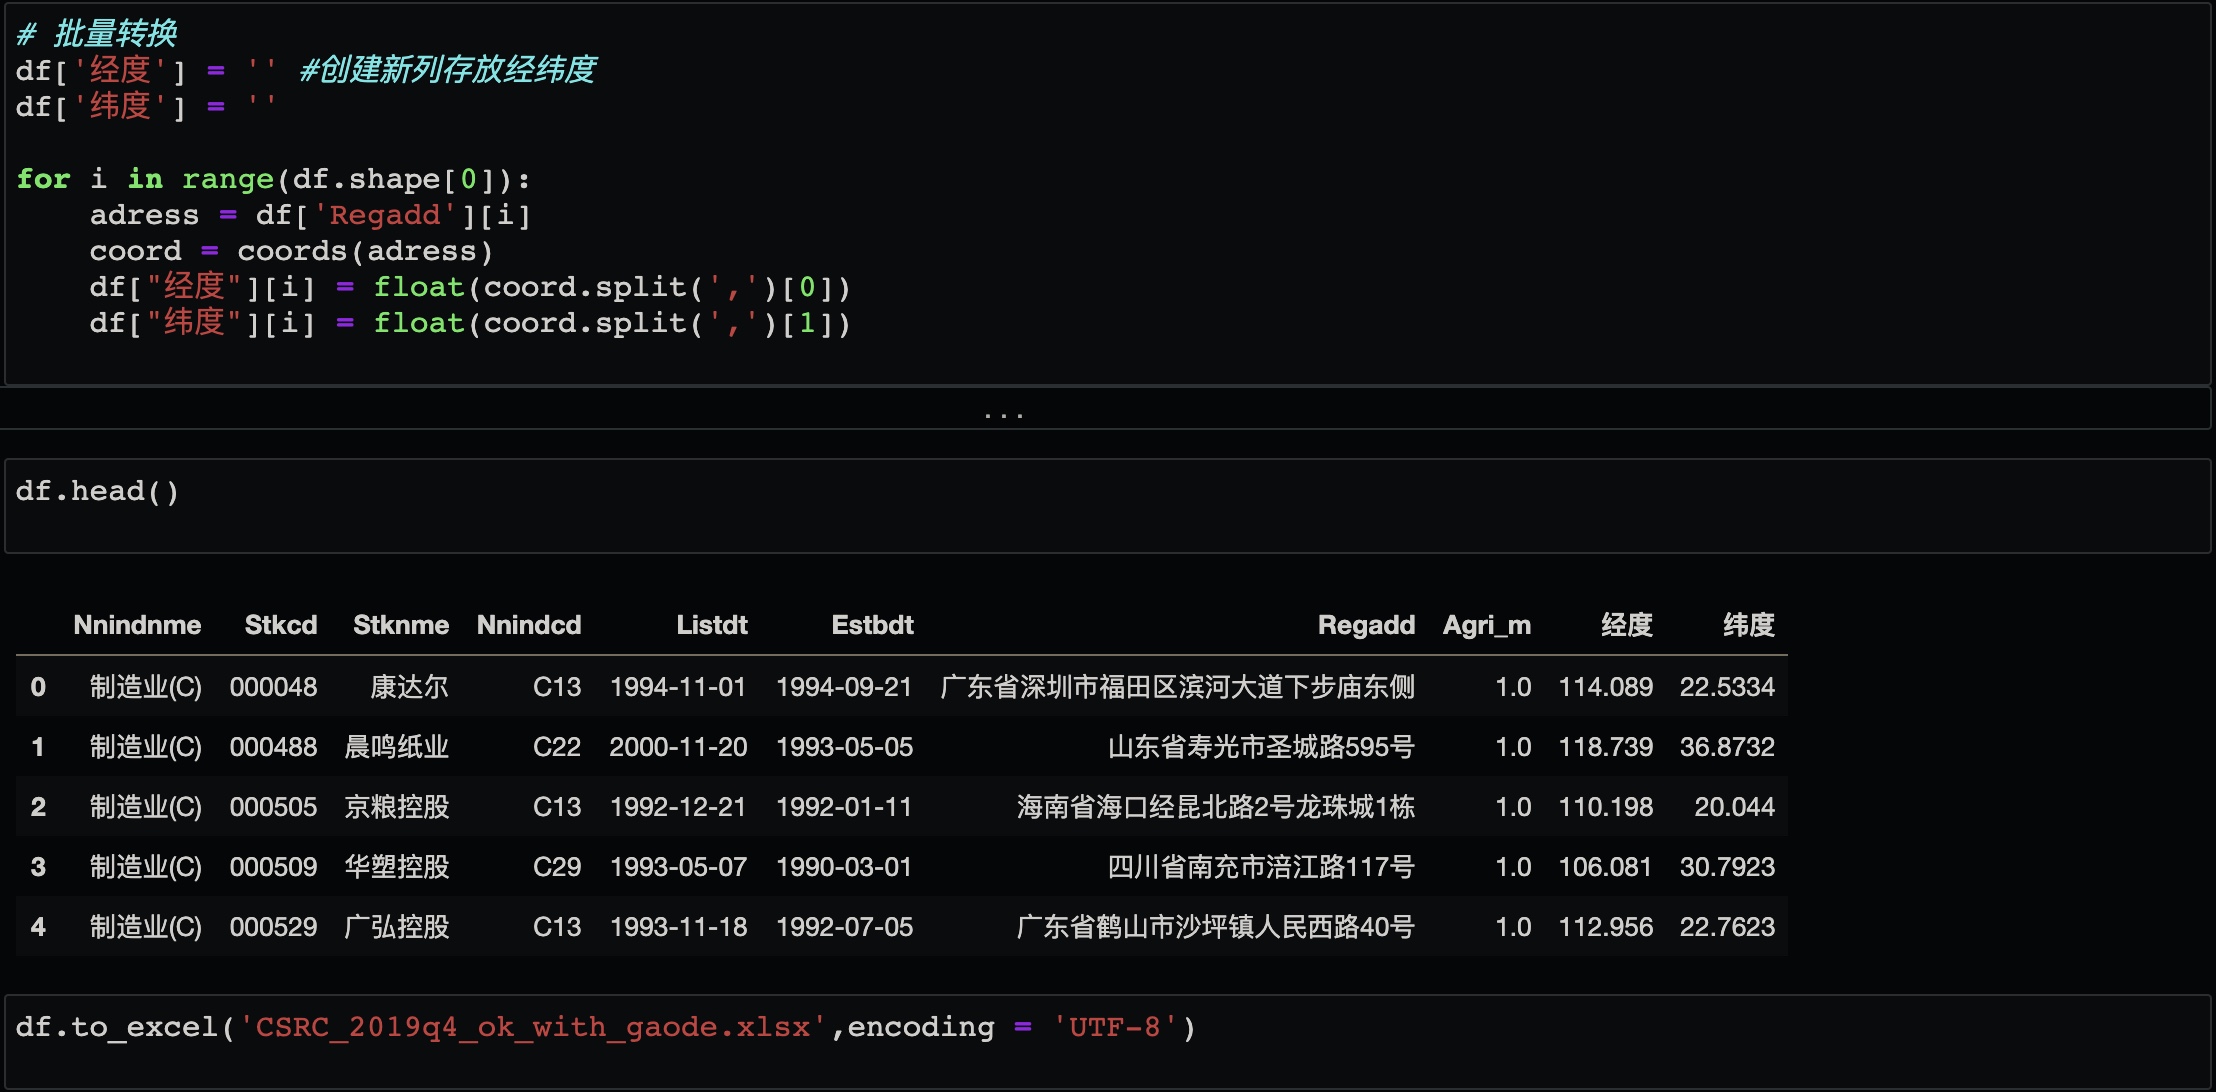 # 批量转换
df['经度'] = '' #创建新列存放经纬度
df['纬度'] = ''
for i in range(df.shape[0]):
    adress = df['Regadd'][i]
    coord = coords(adress)
    df["经度"][i] = float(coord.split(',')[0])
    df["纬度"][i] = float(coord.split(',')[1])
...
df.head()
Nnindnme Stkcd Stknme Nnindcd Listdt Estbdt Regadd Agri_m 经度 纬度
0 制造业(C) 000048 康达尔 C13 1994-11-01 1994-09-21 广东省深圳市福田区滨河大道下步庙东侧 1.0 114.089 22.5334
1 制造业(C) 000488 晨鸣纸业 C22 2000-11-20 1993-05-05 山东省寿光市圣城路595号 1.0 118.739 36.8732
2 制造业(C) 000505 京粮控股 C13 1992-12-21 1992-01-11 海南省海口经昆北路2号龙珠城1栋 1.0 110.198 20.044
3 制造业(C) 000509 华塑控股 C29 1993-05-07 1990-03-01 四川省南充市涪江路117号 1.0 106.081 30.7923
4 制造业(C) 000529 广弘控股 C13 1993-11-18 1992-07-05 广东省鹤山市沙坪镇人民西路40号 1.0 112.956 22.7623
df.to_excel('CSRC_2019q4_ok_with_gaode.xlsx',encoding = 'UTF-8')